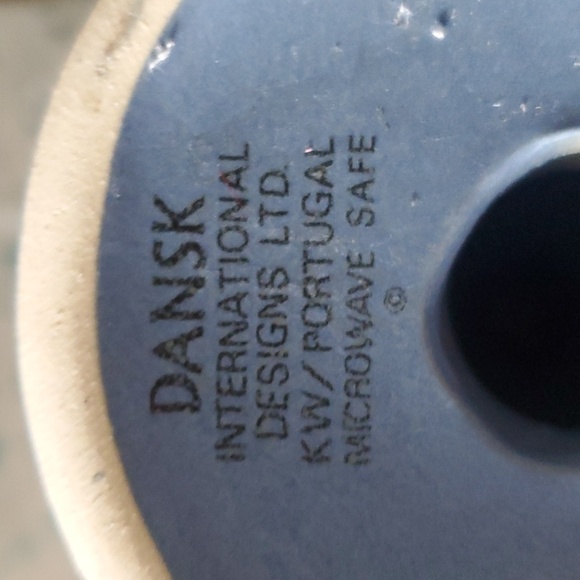 DANSK
INTERNATIONAL
DESIGNS LTD.
KW/PORTUGAL
MICROWAVE SAFE
©